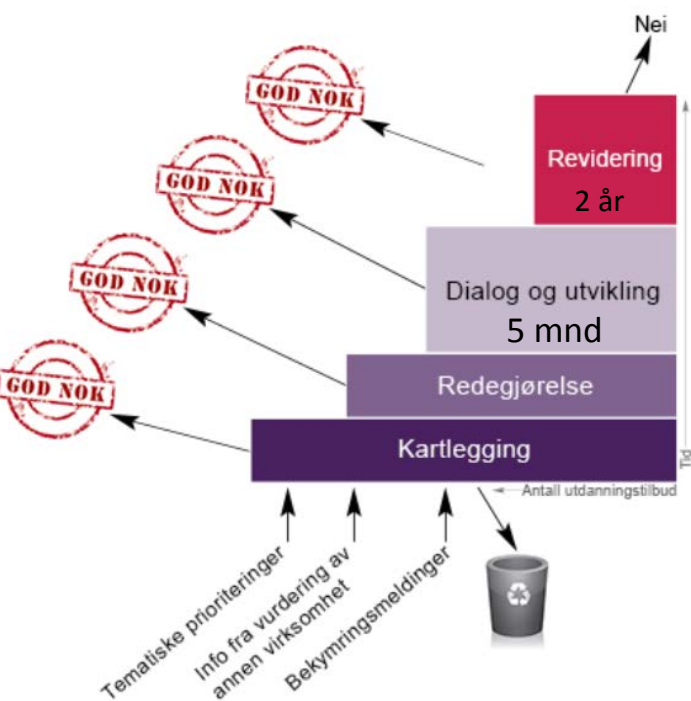 Nei
GOD NOK
Revidering
2 år
GOD NOK
Dialog og utvikling
5 mnd
GOD NOK
Redegjørelse
GOD NOK
Kartlegging
Tid
Antall utdanningstilbud
Tematiske prioriteringer
Info fra vurdering av
annen virksomhet
Bekymringsmeldinger